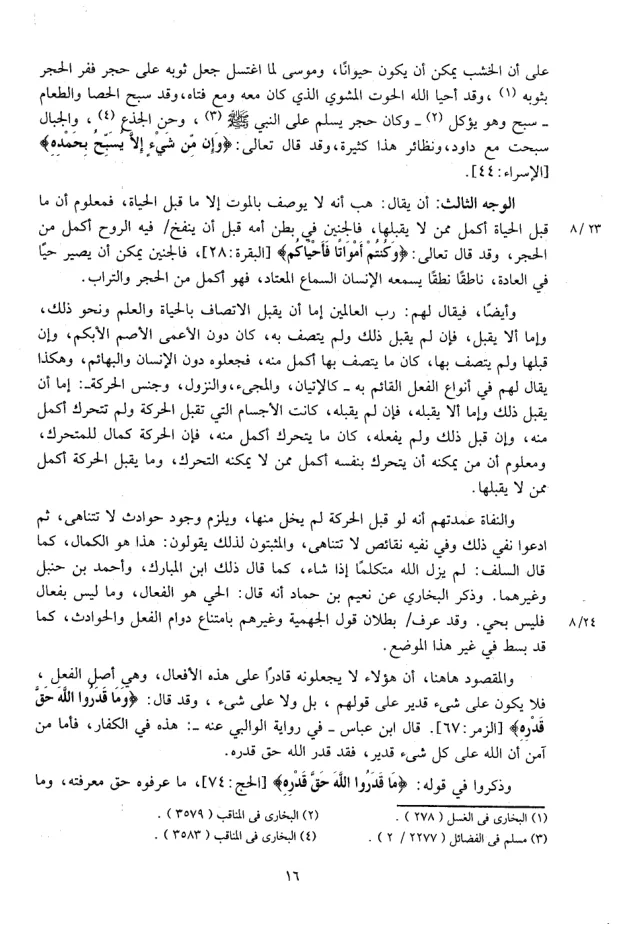 على أن الخشب يمكن أن يكون حيوانًا، وموسى لما اغتسل جعل ثوبه على حجر ففر الحجر
بثوبه (١) ، وقد أحيا الله الحوت المشوي الذي كان معه ومع فتاه،وقد سبح الحصا والطعام
ـ سبح وهو يؤكل (٢) ـ وكان حجر يسلم على النبي ﷺ (٣) ، وحن الجذع (٤) ، والجبال
سبحت مع داود،ونظائر هذا كثيرة،وقد قال تعالى: ﴿وَإِن مِّن شَيْءٍ إِلاَّ يُسَبِّحُ بِحَمْدِهِ﴾
[الإسراء:٤٤].
الوجه الثالث: أن يقال: هب أنه لا يوصف بالموت إلا ما قبل الحياة، فمعلوم أن ما
قبل الحياة أكمل ممن لا يقبلها، فالجنين في بطن أمه قبل أن ينفخ/ فيه الروح أكمل من
٨/٢٣
الحجر، وقد قال تعالى: ﴿وَكُنتُمْ أَمْوَاتًا فَأَحْيَاكُم﴾ [البقرة:٢٨]، فالجنين يمكن أن يصير حيًا
في العادة، ناطقًا نطقًا يسمعه الإنسان السماع المعتاد، فهو أكمل من الحجر والتراب.
وأيضًا، فيقال لهم: رب العالمين إما أن يقبل الاتصاف بالحياة والعلم ونحو ذلك،
وإما ألا يقبل، فإن لم يقبل ذلك ولم يتصف به، كان دون الأعمى الأصم الأبكم، وإن
قبلها ولم يتصف بها، كان ما يتصف بها أكمل منه، فجعلوه دون الإنسان والبهائم، وهكذا
يقال لهم في أنواع الفعل القائم به ـ كالإتيان، والمجيء،والنزول، وجنس الحركةـ: إما أن
يقبل ذلك وإما ألا يقبله، فإن لم يقبله، كانت الأجسام التي تقبل الحركة ولم تتحرك أكمل
منه، وإن قبل ذلك ولم يفعله، كان ما يتحرك أكمل منه، فإن الحركة كمال للمتحرك،
ومعلوم أن من يمكنه أن يتحرك بنفسه أكمل ممن لا يمكنه التحرك، وما يقبل الحركة أكمل
ممن لا يقبلها.
والنفاة عمدتهم أنه لو قبل الحركة لم يخل منها، ويلزم وجود حوادث لا تتناهى، ثم
ادعوا نفي ذلك وفي نفيه نقائص لا تتناهى، والمثبتون لذلك يقولون: هذا هو الكمال، كما
قال السلف: لم يزل الله متكلمًا إذا شاء، كما قال ذلك ابن المبارك، وأحمد بن حنبل
وغيرهما. وذكر البخاري عن نعيم بن حماد أنه قال: الحي هو الفعال، وما ليس بفعال
فليس بحي. وقد عرف/ بطلان قول الجهمية وغيرهم بامتناع دوام الفعل والحوادث، كما
٨/٢٤
قد بسط في غير هذا الموضع.
والمقصود هاهنا، أن هؤلاء لا يجعلونه قادرًا على هذه الأفعال، وهي أصل الفعل ،
فلا يكون على شيء قدير على قولهم ، بل ولا على شيء ، وقد قال: ﴿وَمَا قَدَرُوا اللَّهَ حَقَّ
قَدْرِهِ﴾ [الزمر:٦٧]. قال ابن عباس ـ في رواية الوالبي عنه ـ: هذه في الكفار، فأما من
آمن أن الله على كل شيء قدير، فقد قدر الله حق قدره.
وذكروا في قوله: ﴿مَا قَدَرُوا اللَّهَ حَقَّ قَدْرِهِ﴾ [الحج:٧٤]، ما عرفوه حق معرفته، وما
(١) البخارى فى الغسل ( ٢٧٨ ) .
(٢) البخارى فى المناقب ( ٣٥٧٩ ) .
(٣) مسلم فى الفضائل ( ٢٢٧٧ / ٢ ) .
(٤) البخارى فى المناقب ( ٣٥٨٣ ) .
١٦